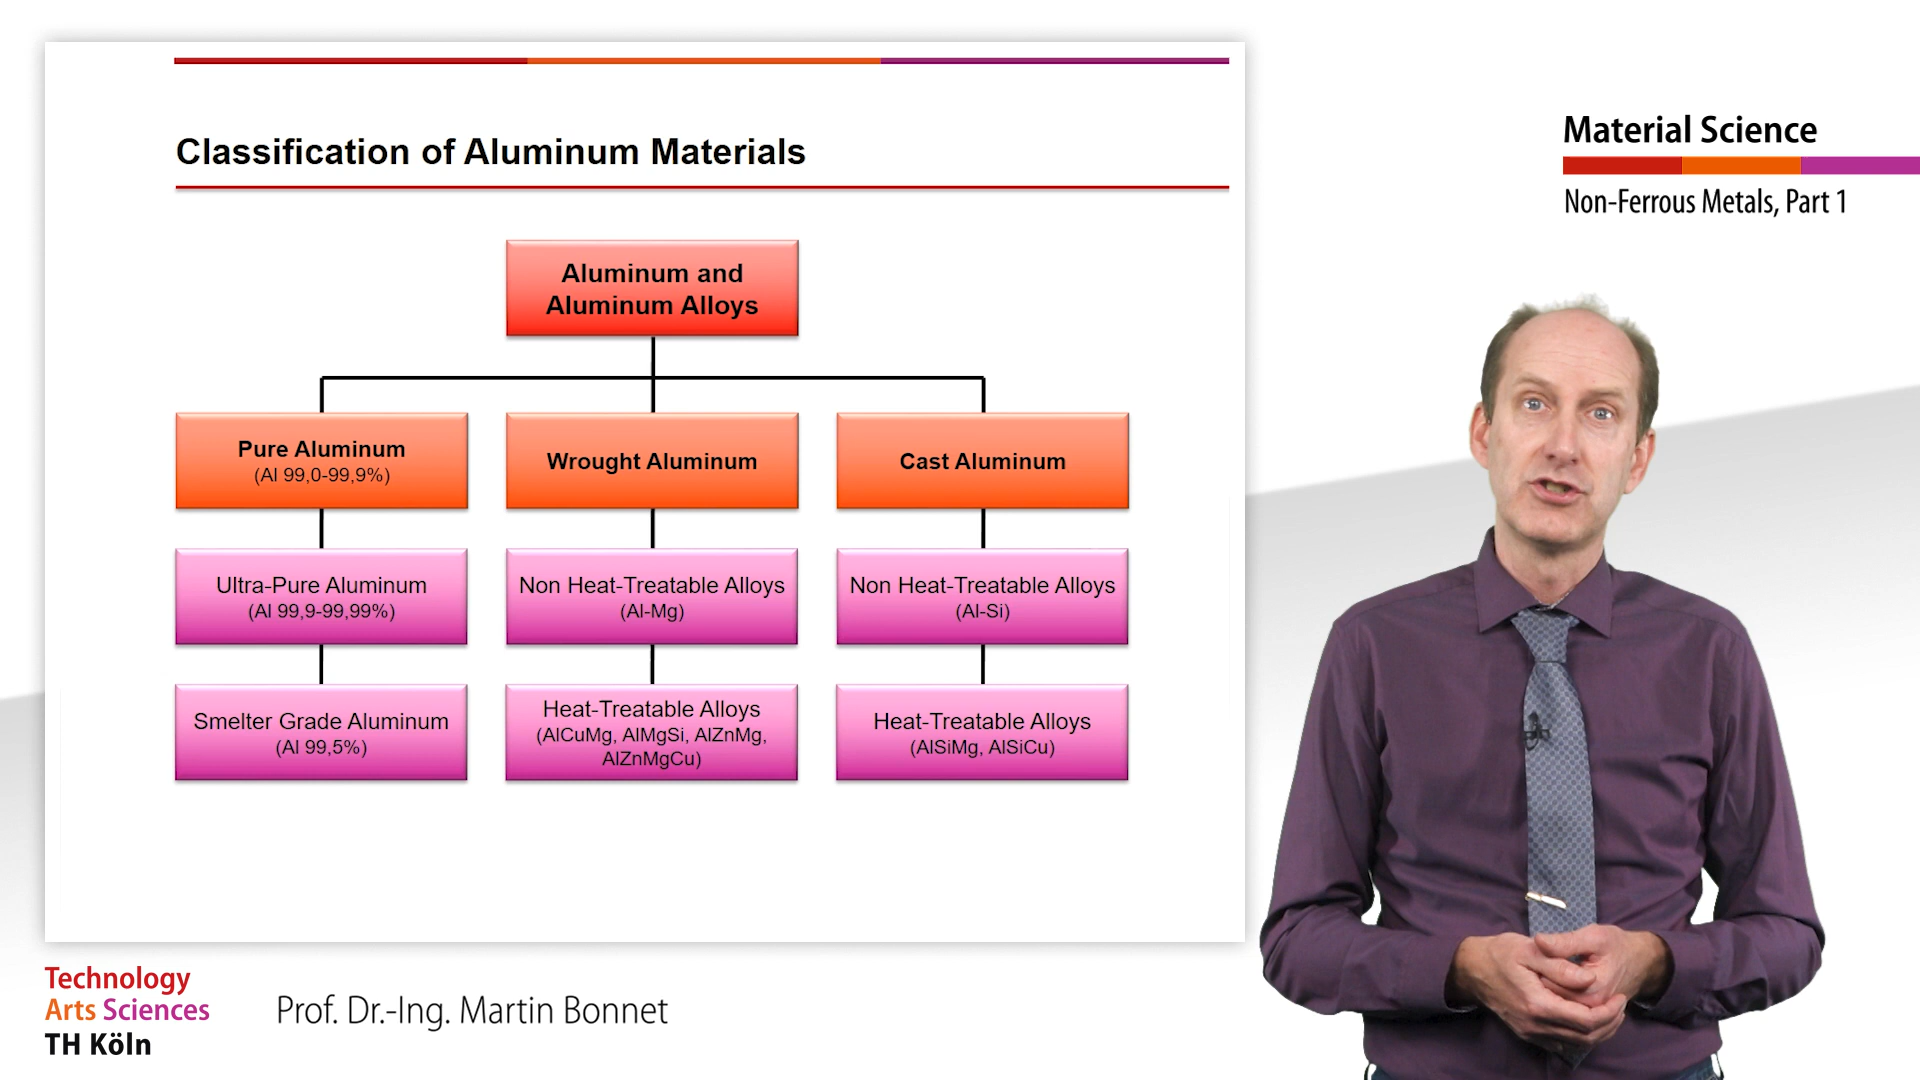 Classification of Aluminum Materials
Aluminum and
Aluminum Alloys
Pure Aluminum
(Al 99,0-99,9%)
Wrought Aluminum
Cast Aluminum
Ultra-Pure Aluminum
(Al 99,9-99,99%)
Non Heat-Treatable Alloys
(Al-Mg)
Non Heat-Treatable Alloys
(Al-Si)
Smelter Grade Aluminum
(Al 99,5%)
Heat-Treatable Alloys
(AlCuMg, AlMgSi, AlZnMg,
AlZnMgCu)
Heat-Treatable Alloys
(AlSiMg, AlSiCu)
Material Science
Non-Ferrous Metals, Part 1
Technology
Arts Sciences
TH Köln
Prof. Dr.-Ing. Martin Bonnet